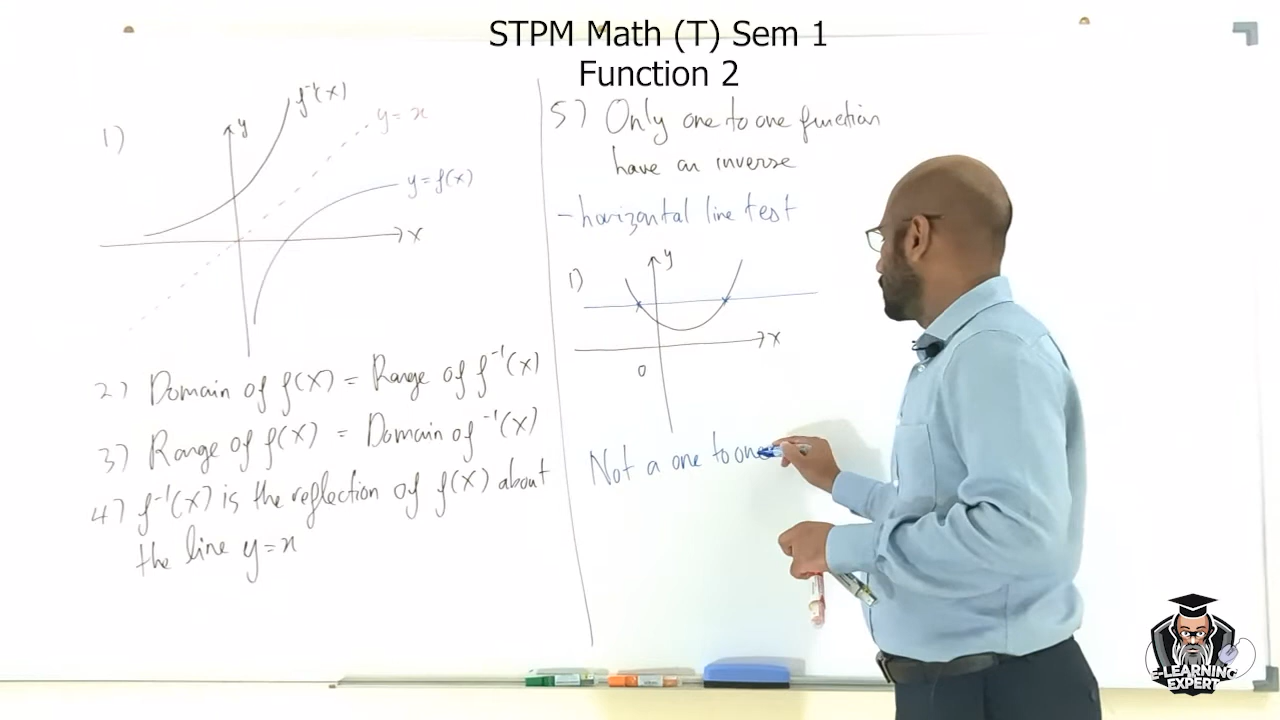 STPM Math (T) Sem 1
Function 2
1)
y
f⁻¹(x)
y=x
y=f(x)
x
2) Domain of f(x) = Range of f⁻¹(x)
3) Range of f(x) = Domain of ⁻¹(x)
4) f⁻¹(x) is the reflection of f(x) about
the line y=x
5) Only one to one function
have an inverse
- horizontal line test
1)
y
x
0
Not a one to one
E-LEARNING
EXPERT